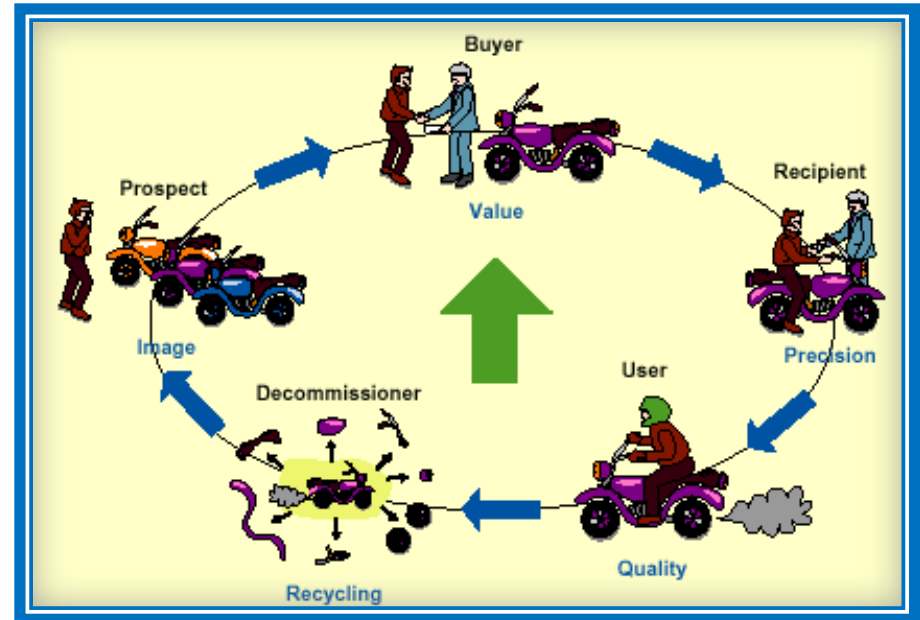 Buyer
Value
Recipient
Precision
User
Quality
Decommissioner
Recycling
Prospect
Image